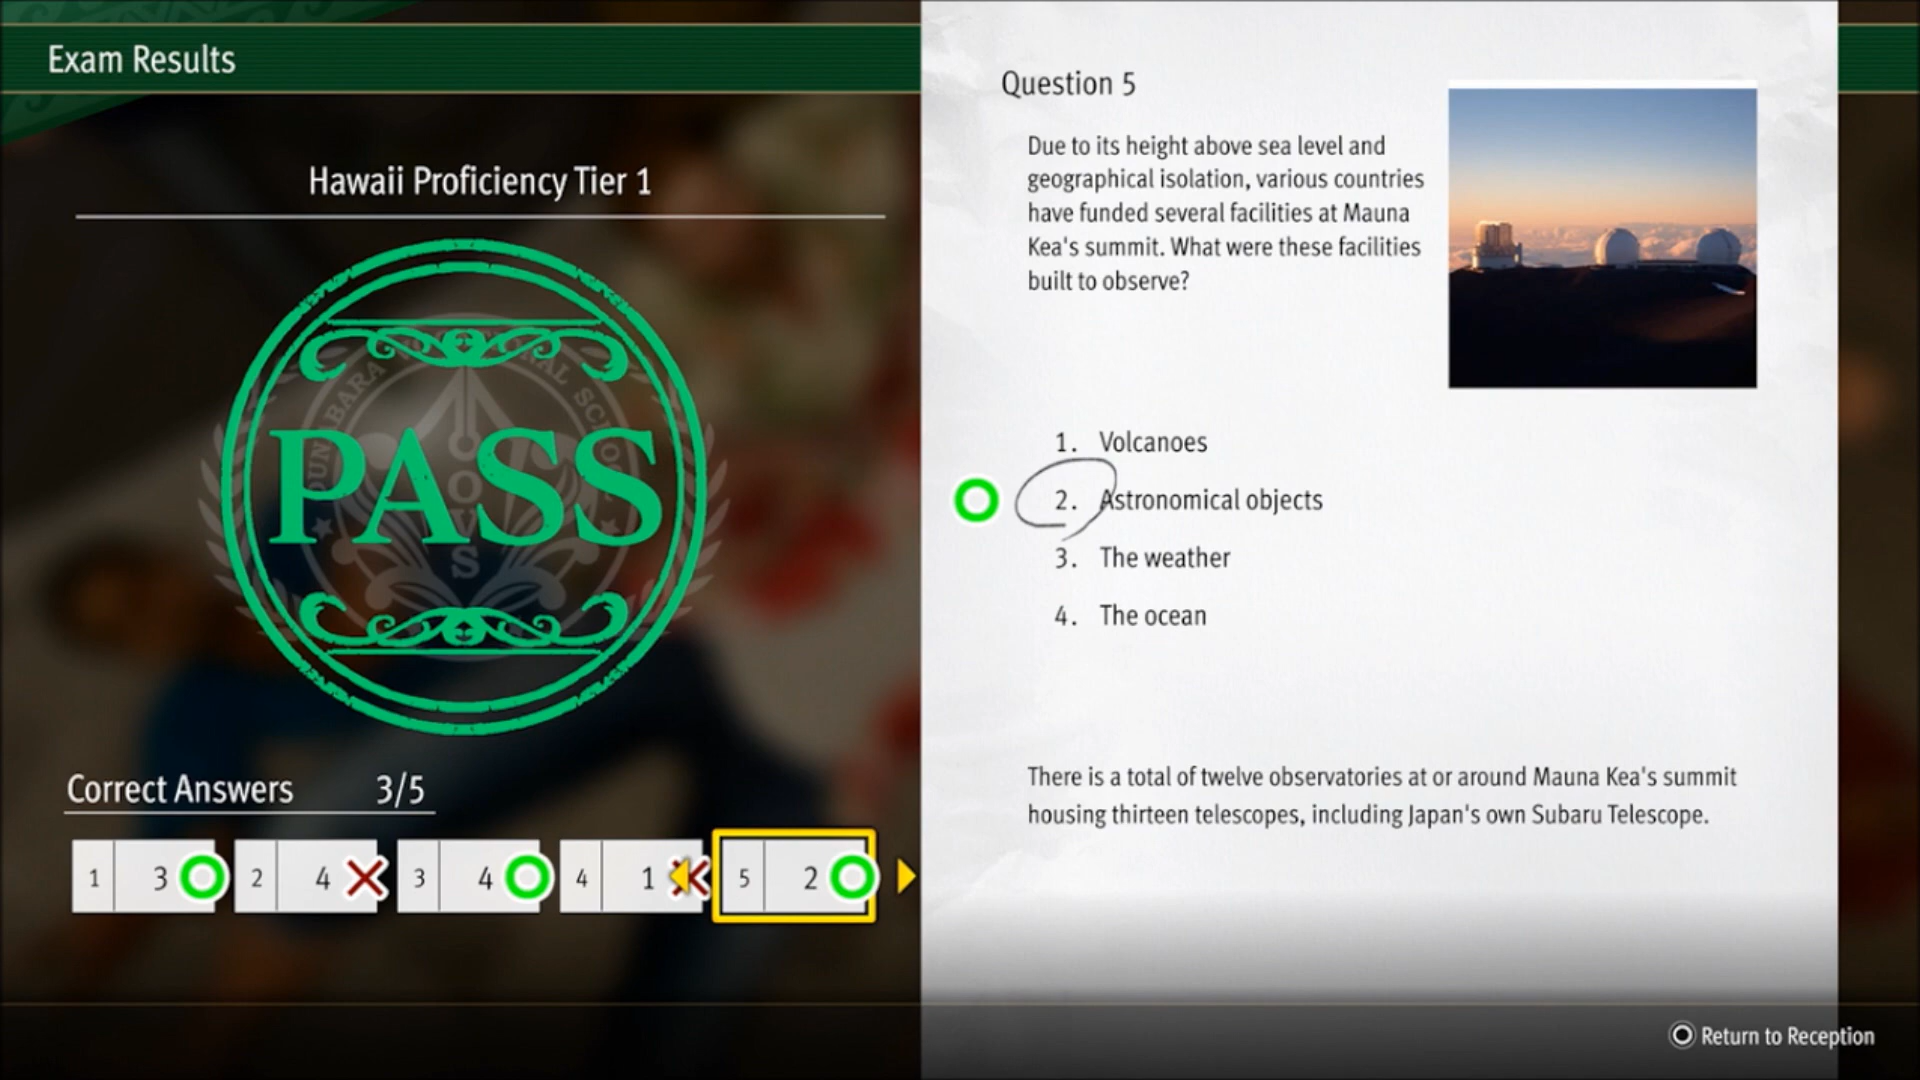 Exam Results
Hawaii Proficiency Tier 1
PASS
Correct Answers 3/5
1 3 2 4 3 4 4 1 5 2
Question 5
Due to its height above sea level and
geographical isolation, various countries
have funded several facilities at Mauna
Kea's summit. What were these facilities
built to observe?
1. Volcanoes
2. Astronomical objects
3. The weather
4. The ocean
There is a total of twelve observatories at or around Mauna Kea's summit
housing thirteen telescopes, including Japan's own Subaru Telescope.
Return to Reception